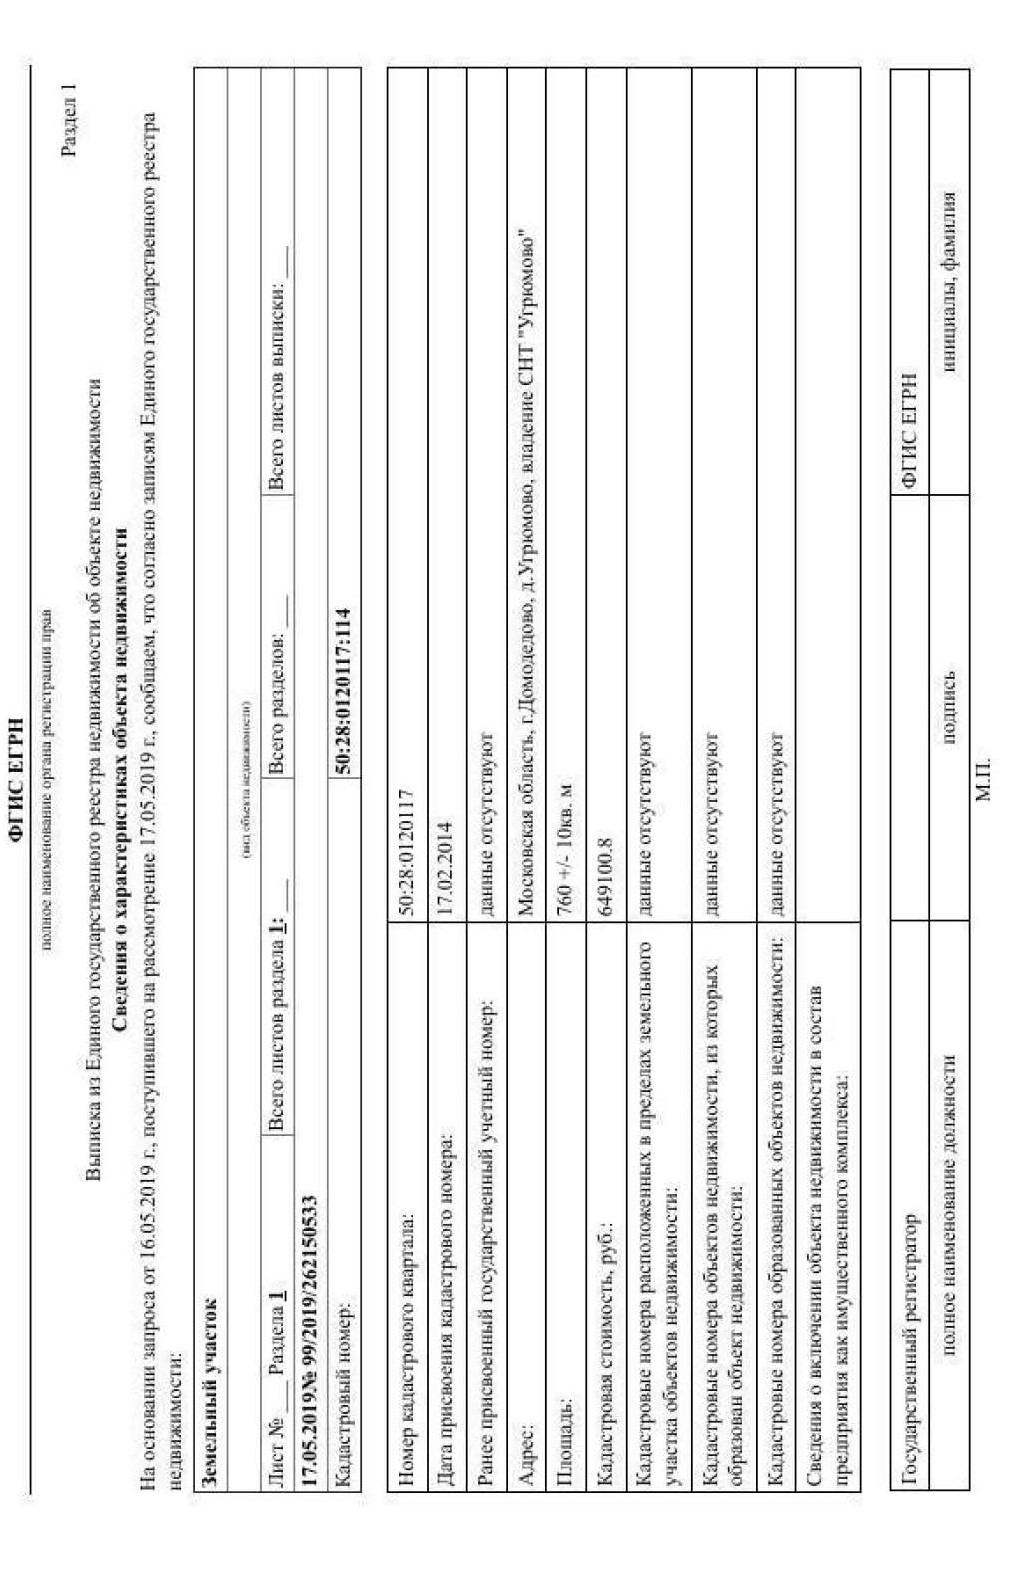 ФГИС ЕГРН
полное наименование органа регистрации прав
Раздел 1
Выписка из Единого государственного реестра недвижимости об объекте недвижимости
Сведения о характеристиках объекта недвижимости
На основании запроса от 16.05.2019 г., поступившего на рассмотрение 17.05.2019 г., сообщаем, что согласно записям Единого государственного реестра
недвижимости:
Земельный участок
(вид объекта недвижимости)
Лист № ___ Раздела 1 Всего листов раздела 1: ___ Всего разделов: ___ Всего листов выписки: ___
17.05.2019№ 99/2019/262150533
Кадастровый номер: 50:28:0120117:114
Номер кадастрового квартала: 50:28:0120117
Дата присвоения кадастрового номера: 17.02.2014
Ранее присвоенный государственный учетный номер: данные отсутствуют
Адрес: Московская область, г.Домодедово, д.Угрюмово, владение СНТ "Угрюмово"
Площадь: 760 +/- 10кв. м
Кадастровая стоимость, руб.: 649100.8
Кадастровые номера расположенных в пределах земельного данные отсутствуют
участка объектов недвижимости:
Кадастровые номера объектов недвижимости, из которых данные отсутствуют
образован объект недвижимости:
Кадастровые номера образованных объектов недвижимости: данные отсутствуют
Сведения о включении объекта недвижимости в состав
предприятия как имущественного комплекса:
Государственный регистратор ФГИС ЕГРН
полное наименование должности подпись инициалы, фамилия
М.П.